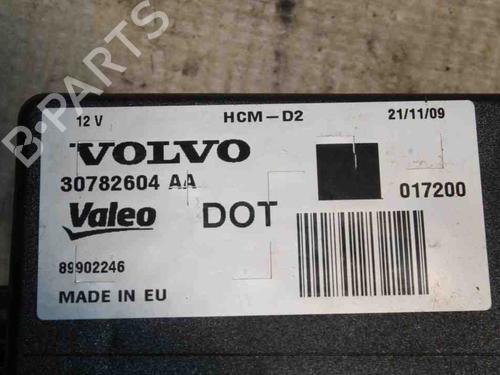 12 V HCM-D2 21/11/09
VOLVO
30782604 AA
017200
Valeo DOT
89902246
MADE IN EU
B-PARTS